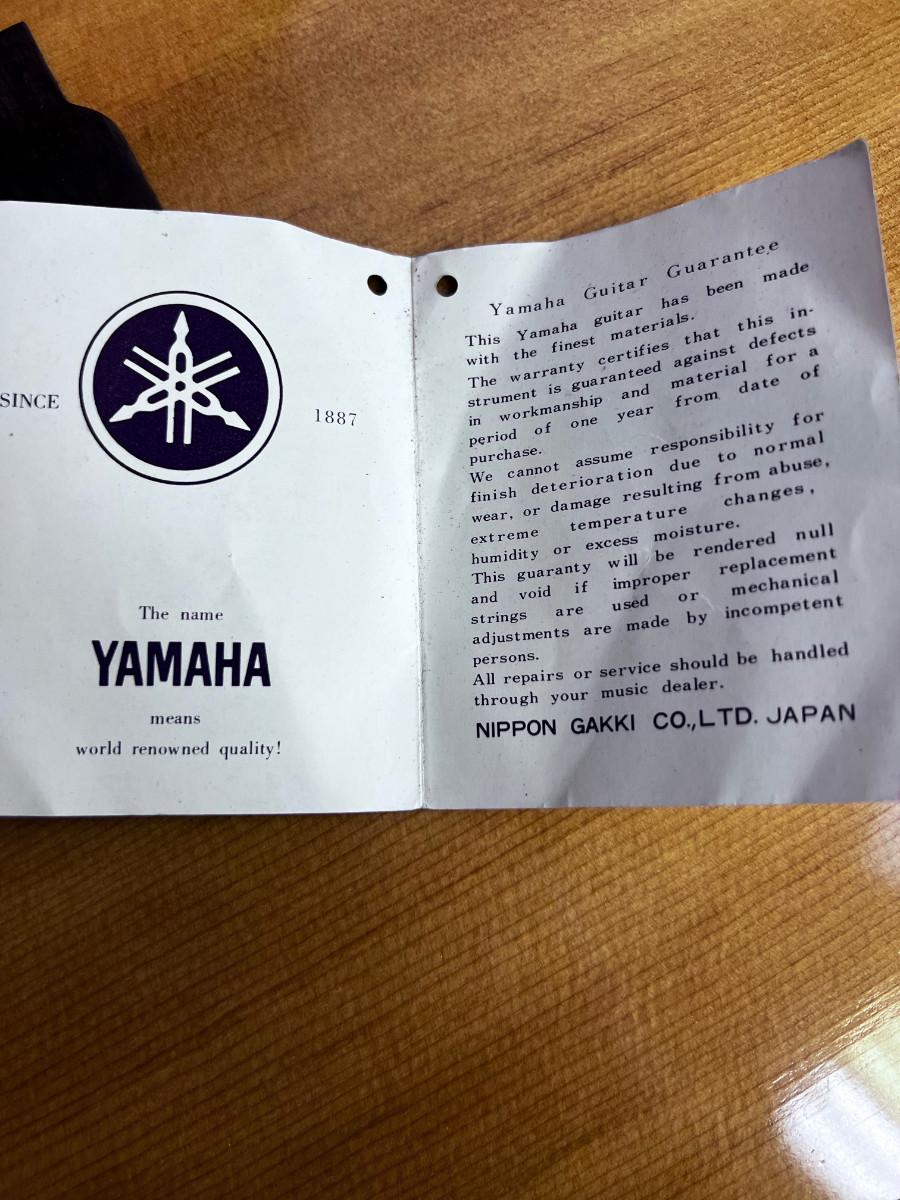 SINCE
1887
The name
YAMAHA
means
world renowned quality!
Yamaha Guitar Guarantee
This Yamaha guitar has been made
with the finest materials.
The warranty certifies that this in-
strument is guaranteed against defects
in workmanship and material for a
period of one year from date of
purchase.
We cannot assume responsibility for
finish deterioration due to normal
wear, or damage resulting from abuse,
extreme temperature changes,
humidity or excess moisture.
This guaranty will be rendered null
and void if improper replacement
strings are used or mechanical
adjustments are made by incompetent
persons.
All repairs or service should be handled
through your music dealer.
NIPPON GAKKI CO.,LTD. JAPAN